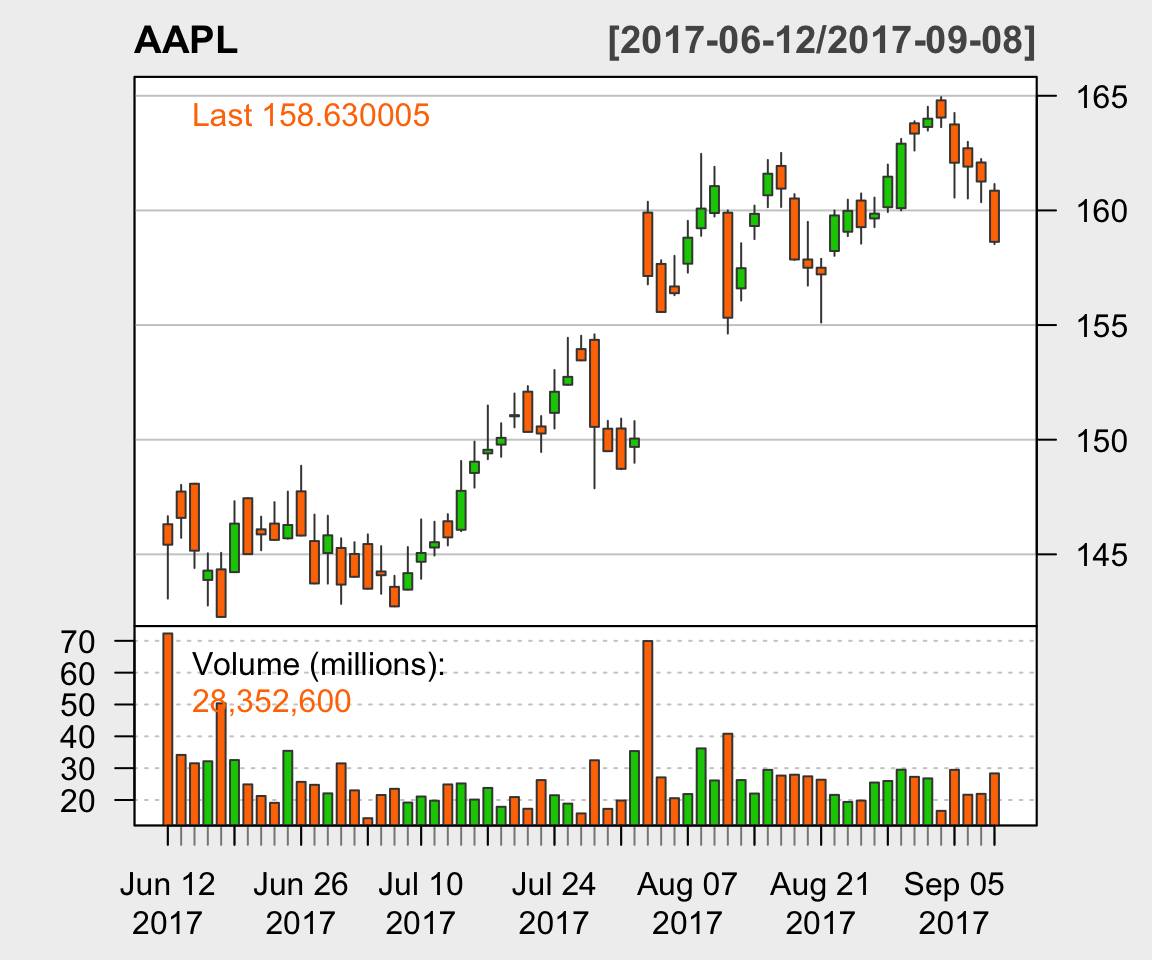 AAPL [2017-06-12/2017-09-08]
Last 158.630005
165
160
155
150
145
Volume (millions):
28,352,600
70
60
50
40
30
20
Jun 12 Jun 26 Jul 10 Jul 24 Aug 07 Aug 21 Sep 05
2017 2017 2017 2017 2017 2017 2017